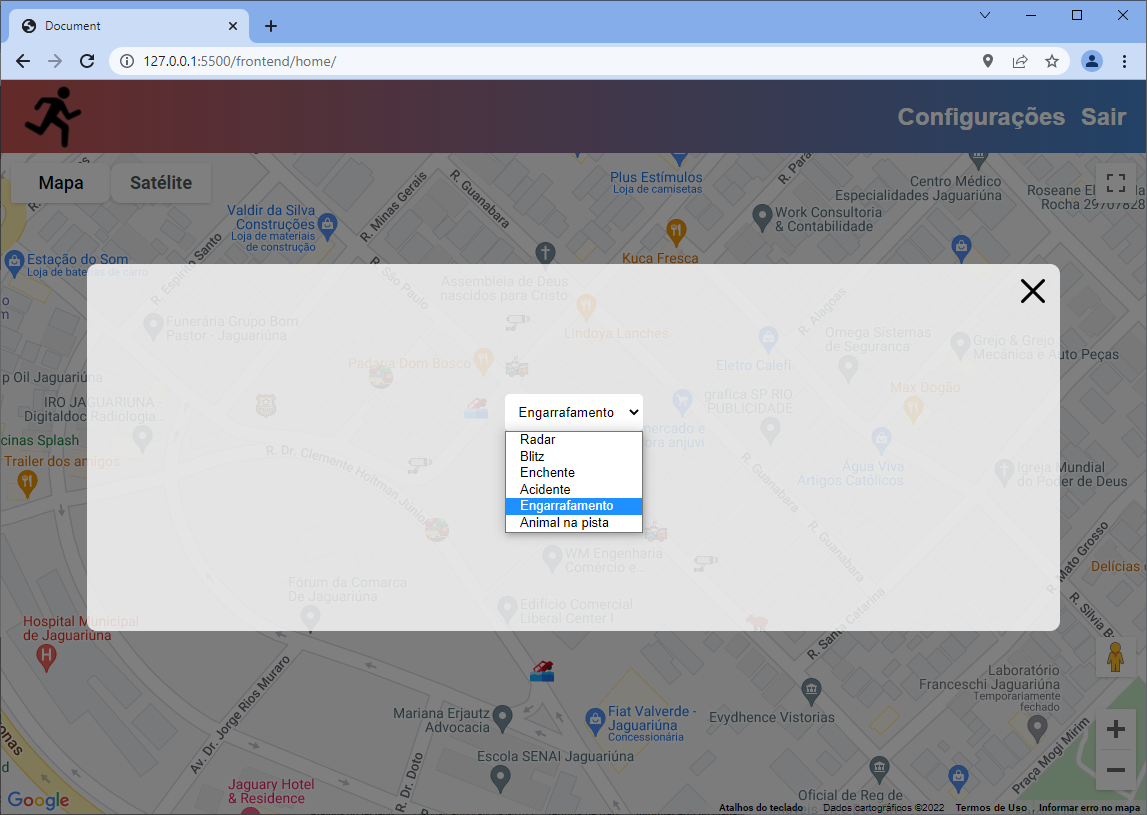 Document
127.0.0.1:5500/frontend/home/
Configurações Sair
Mapa
Satélite
R. Minas Gerais
R. Guanabara
Plus Estímulos
Loja de camisetas
R. Para
Centro Médico
Especialidades Jaguariúna
Roseane El
Rocha 29707828
Valdir da Silva
Construções
Loja de materiais
de construção
Work Consultoria
& Contabilidade
Estação do Som
Loja de baterias de carro
R. Espírito Santo
R. São Paulo
Kuca Fresca
Assembleia de Deus
nascidos para Cristo
Lindoya Lanches
R. Alagoas
Funerária Grupo Bom
Pastor - Jaguariúna
Omega Sistemas
de Segurança
Grejo & Grejo
Mecânica e Auto Peças
Padaça Dom Bosco
Eletro Calefi
p Oil Jaguariúna
Max Dogão
IRO JAGUARIUNA -
Digitaldoc Radiologia...
grafica SP RIO
PUBLICIDADE
Engarrafamento
Radar
Blitz
Enchente
Acidente
Engarrafamento
Animal na pista
mercado e
ora anjuvi
cinas Splash
Trailer dos amigos
R. Dr. Clemente Holtman Júnior
R. Guanabara
Água Viva
Artigos Católicos
Igreja Mundial
do Poder de Deus
R. Guanabara
R. Mato Grosso
WM Engenharia
Comércio e...
Delícias
Fórum da Comarca
De Jaguariúna
Edifício Comercial
Liberal Center I
R. Santa Catarina
R. Silvia B
Hospital Municipal
de Jaguariúna
Av. Dr. Jorge Rios Muraro
Laboratório
Franceschi Jaguariúna
Temporariamente
fechado
Mariana Erjautz
Advocacia
Fiat Valverde -
Jaguariúna
Concessionária
Evydhence Vistorias
Escola SENAI Jaguariúna
R. Dr. Doto
Praça Mogi Mirim
onas
Jaguary Hotel
& Residence
Oficial de Reg de
Google
Atalhos do teclado
Dados cartográficos ©2022
Termos de Uso
Informar erro no mapa